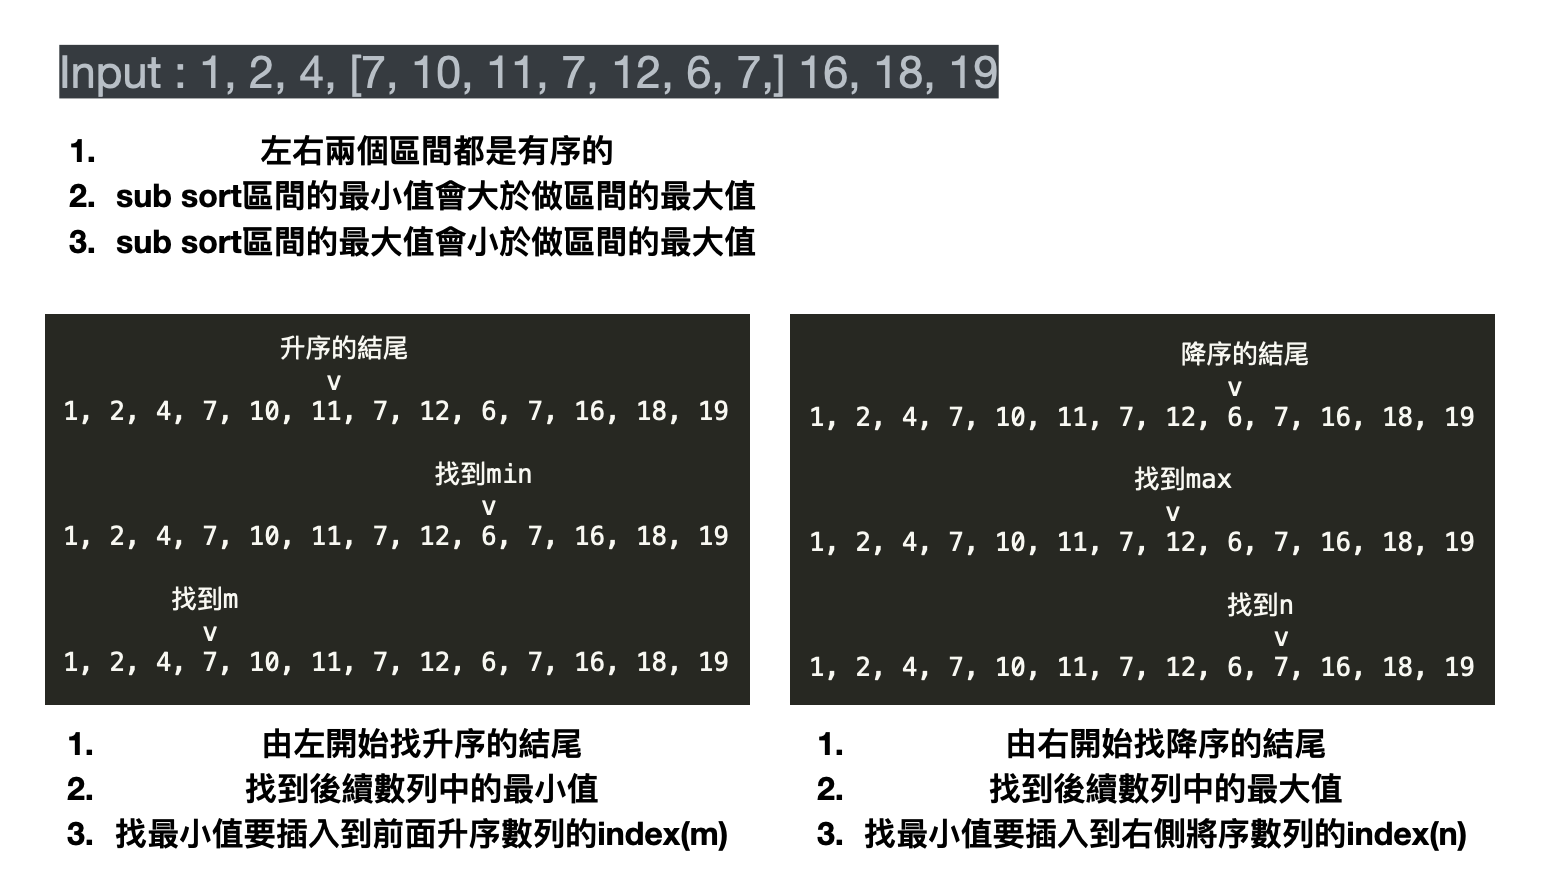 Input : 1, 2, 4, [7, 10, 11, 7, 12, 6, 7,] 16, 18, 19
1. 左右兩個區間都是有序的
2. sub sort區間的最小值會大於做區間的最大值
3. sub sort區間的最大值會小於做區間的最大值
升序的結尾
v
1, 2, 4, 7, 10, 11, 7, 12, 6, 7, 16, 18, 19
找到min
v
1, 2, 4, 7, 10, 11, 7, 12, 6, 7, 16, 18, 19
找到m
v
1, 2, 4, 7, 10, 11, 7, 12, 6, 7, 16, 18, 19
1. 由左開始找升序的結尾
2. 找到後續數列中的最小值
3. 找最小值要插入到前面升序數列的index(m)
降序的結尾
v
1, 2, 4, 7, 10, 11, 7, 12, 6, 7, 16, 18, 19
找到max
v
1, 2, 4, 7, 10, 11, 7, 12, 6, 7, 16, 18, 19
找到n
v
1, 2, 4, 7, 10, 11, 7, 12, 6, 7, 16, 18, 19
1. 由右開始找降序的結尾
2. 找到後續數列中的最大值
3. 找最小值要插入到右側將序數列的index(n)